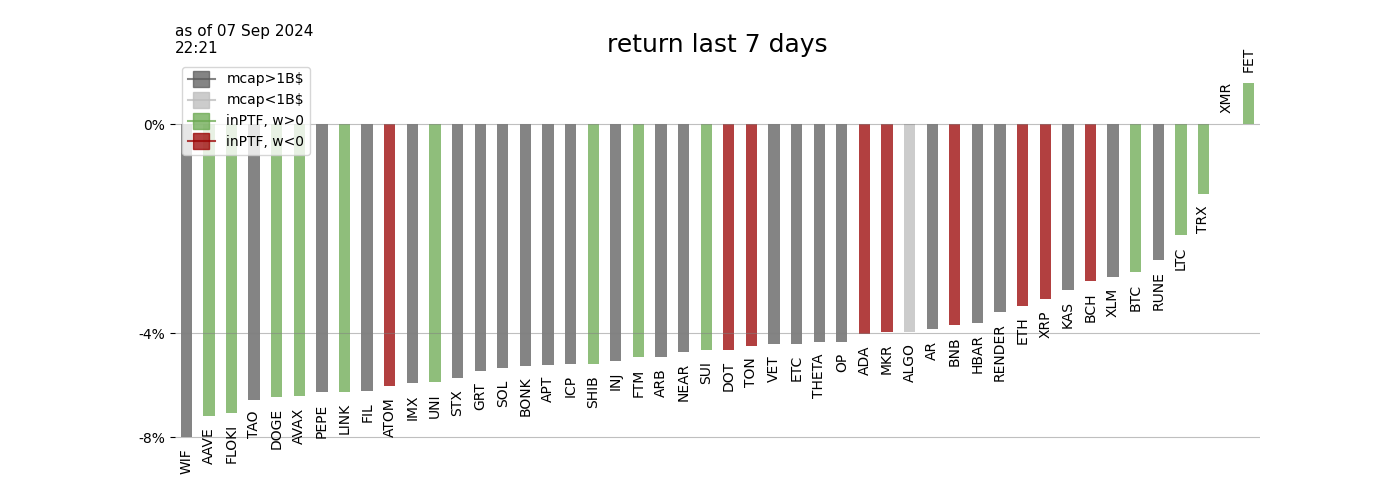 as of 07 Sep 2024
22:21
return last 7 days
mcap>1B$
mcap<1B$
inPTF, w>0
inPTF, w<0
0%
-4%
-8%
WIF
AAVE
FLOKI
TAO
DOGE
AVAX
PEPE
LINK
FIL
ATOM
IMX
UNI
STX
GRT
SOL
BONK
APT
ICP
SHIB
INJ
FTM
ARB
NEAR
SUI
DOT
TON
VET
ETC
THETA
OP
ADA
MKR
ALGO
AR
BNB
HBAR
RENDER
ETH
XRP
KAS
BCH
XLM
BTC
RUNE
LTC
TRX
XMR
FET